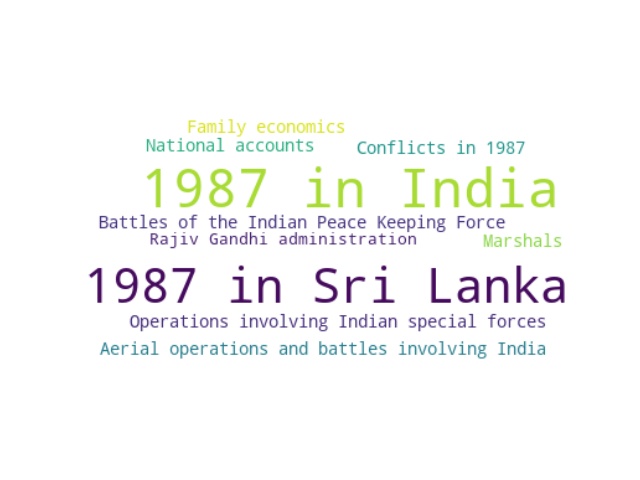 Family economics
National accounts
Conflicts in 1987
1987 in India
Battles of the Indian Peace Keeping Force
Rajiv Gandhi administration
Marshals
1987 in Sri Lanka
Operations involving Indian special forces
Aerial operations and battles involving India